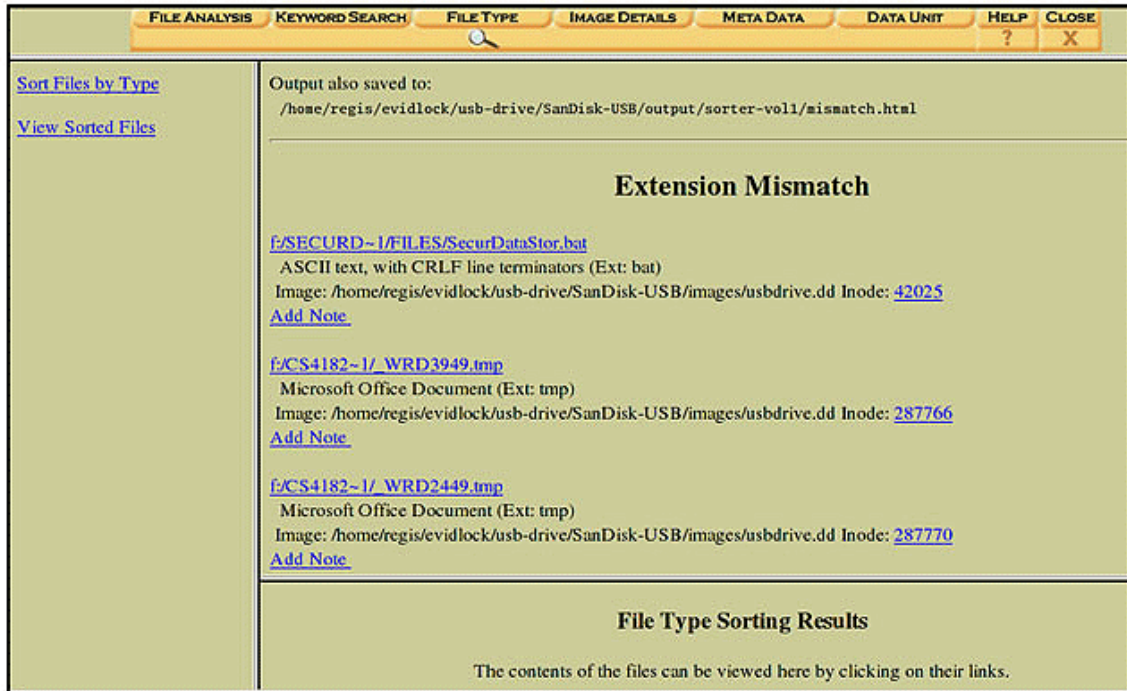 FILE ANALYSIS KEYWORD SEARCH FILE TYPE IMAGE DETAILS META DATA DATA UNIT HELP CLOSE
? X
Sort Files by Type
View Sorted Files
Output also saved to:
/home/regis/evidlock/usb-drive/SanDisk-USB/output/sorter-vol1/mismatch.html
Extension Mismatch
f:/SECURD~1/FILES/SecurDataStor.bat
ASCII text, with CRLF line terminators (Ext: bat)
Image: /home/regis/evidlock/usb-drive/SanDisk-USB/images/usbdrive.dd Inode: 42025
Add Note
f:/CS4182~1/_WRD3949.tmp
Microsoft Office Document (Ext: tmp)
Image: /home/regis/evidlock/usb-drive/SanDisk-USB/images/usbdrive.dd Inode: 287766
Add Note
f:/CS4182~1/_WRD2449.tmp
Microsoft Office Document (Ext: tmp)
Image: /home/regis/evidlock/usb-drive/SanDisk-USB/images/usbdrive.dd Inode: 287770
Add Note
File Type Sorting Results
The contents of the files can be viewed here by clicking on their links.